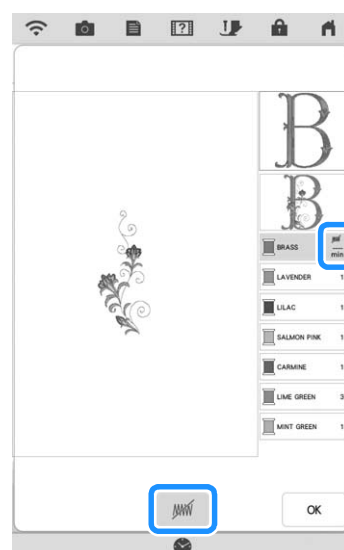 ?
B
B
BRASS
min
LAVENDER 1
LILAC 1
SALMON PINK 1
CARMINE 1
LIME GREEN 3
MINT GREEN 1
OK